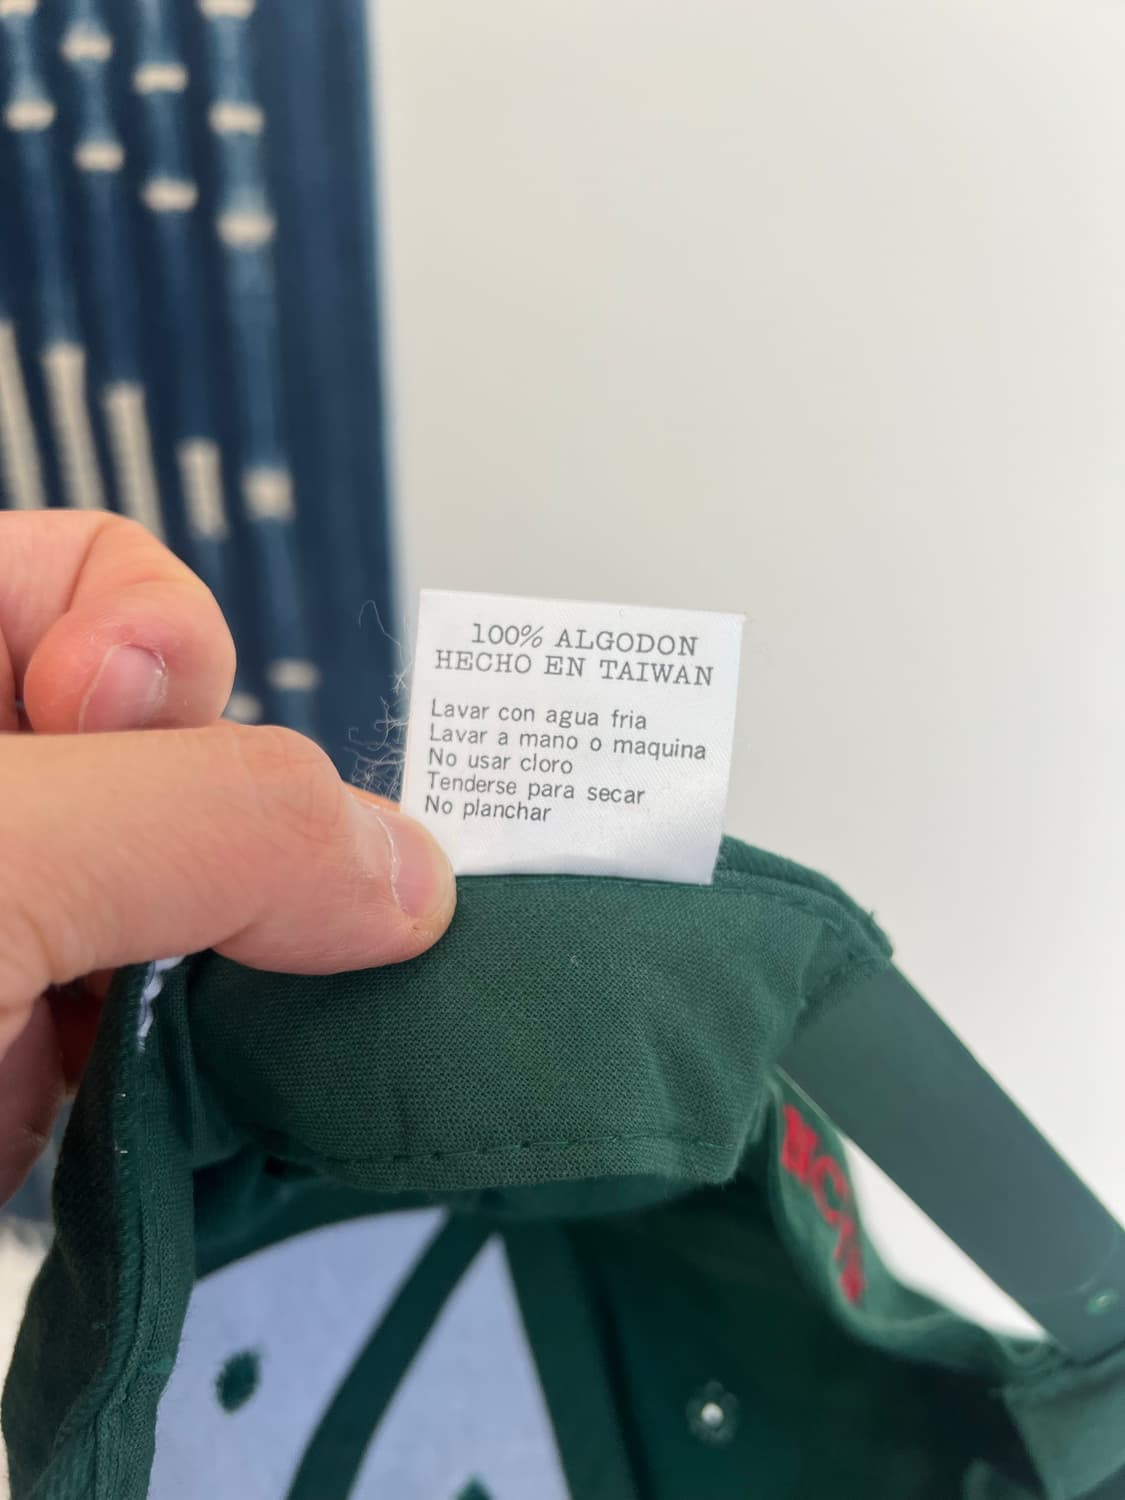 100% ALGODON
HECHO EN TAIWAN
Lavar con agua fria
Lavar a mano o maquina
No usar cloro
Tenderse para secar
No planchar